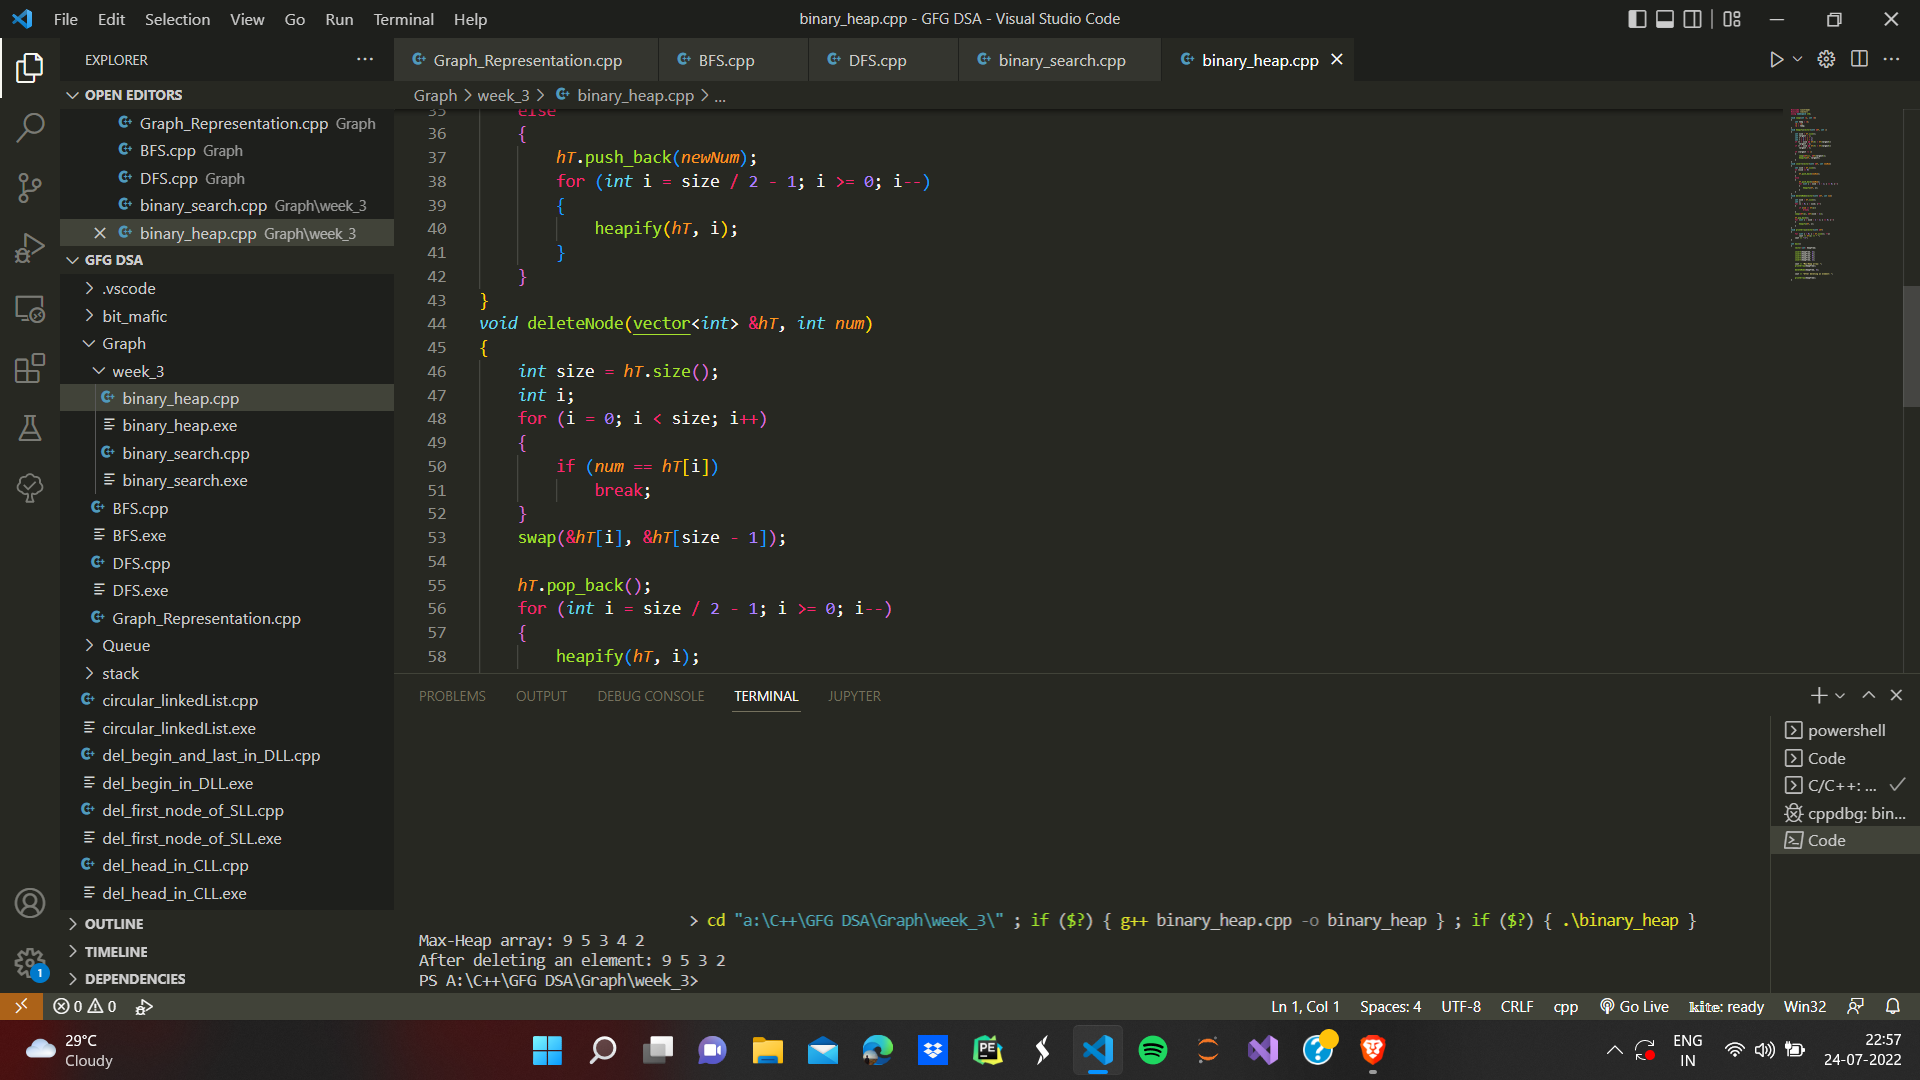 File Edit Selection View Go Run Terminal Help
binary_heap.cpp - GFG DSA - Visual Studio Code
EXPLORER
Graph_Representation.cpp BFS.cpp DFS.cpp binary_search.cpp binary_heap.cpp
OPEN EDITORS
Graph_Representation.cpp Graph
BFS.cpp Graph
DFS.cpp Graph
binary_search.cpp Graph\week_3
binary_heap.cpp Graph\week_3
GFG DSA
.vscode
bit_mafic
Graph
week_3
binary_heap.cpp
binary_heap.exe
binary_search.cpp
binary_search.exe
BFS.cpp
BFS.exe
DFS.cpp
DFS.exe
Graph_Representation.cpp
Queue
stack
circular_linkedList.cpp
circular_linkedList.exe
del_begin_and_last_in_DLL.cpp
del_begin_in_DLL.exe
del_first_node_of_SLL.cpp
del_first_node_of_SLL.exe
del_head_in_CLL.cpp
del_head_in_CLL.exe
OUTLINE
TIMELINE
DEPENDENCIES
Graph > week_3 > binary_heap.cpp > ...
35 else
36 {
37 hT.push_back(newNum);
38 for (int i = size / 2 - 1; i >= 0; i--)
39 {
40 heapify(hT, i);
41 }
42 }
43 }
44 void deleteNode(vector<int> &hT, int num)
45 {
46 int size = hT.size();
47 int i;
48 for (i = 0; i < size; i++)
49 {
50 if (num == hT[i])
51 break;
52 }
53 swap(&hT[i], &hT[size - 1]);
54
55 hT.pop_back();
56 for (int i = size / 2 - 1; i >= 0; i--)
57 {
58 heapify(hT, i);
PROBLEMS OUTPUT DEBUG CONSOLE TERMINAL JUPYTER
powershell
Code
C/C++: ...
cppdbg: bin...
Code
> cd "a:\C++\GFG DSA\Graph\week_3\" ; if ($?) { g++ binary_heap.cpp -o binary_heap } ; if ($?) { .\binary_heap }
Max-Heap array: 9 5 3 4 2
After deleting an element: 9 5 3 2
PS A:\C++\GFG DSA\Graph\week_3>
1
0 0
Ln 1, Col 1 Spaces: 4 UTF-8 CRLF cpp Go Live kite: ready Win32
29°C
Cloudy
PE
ENG
IN
22:57
24-07-2022